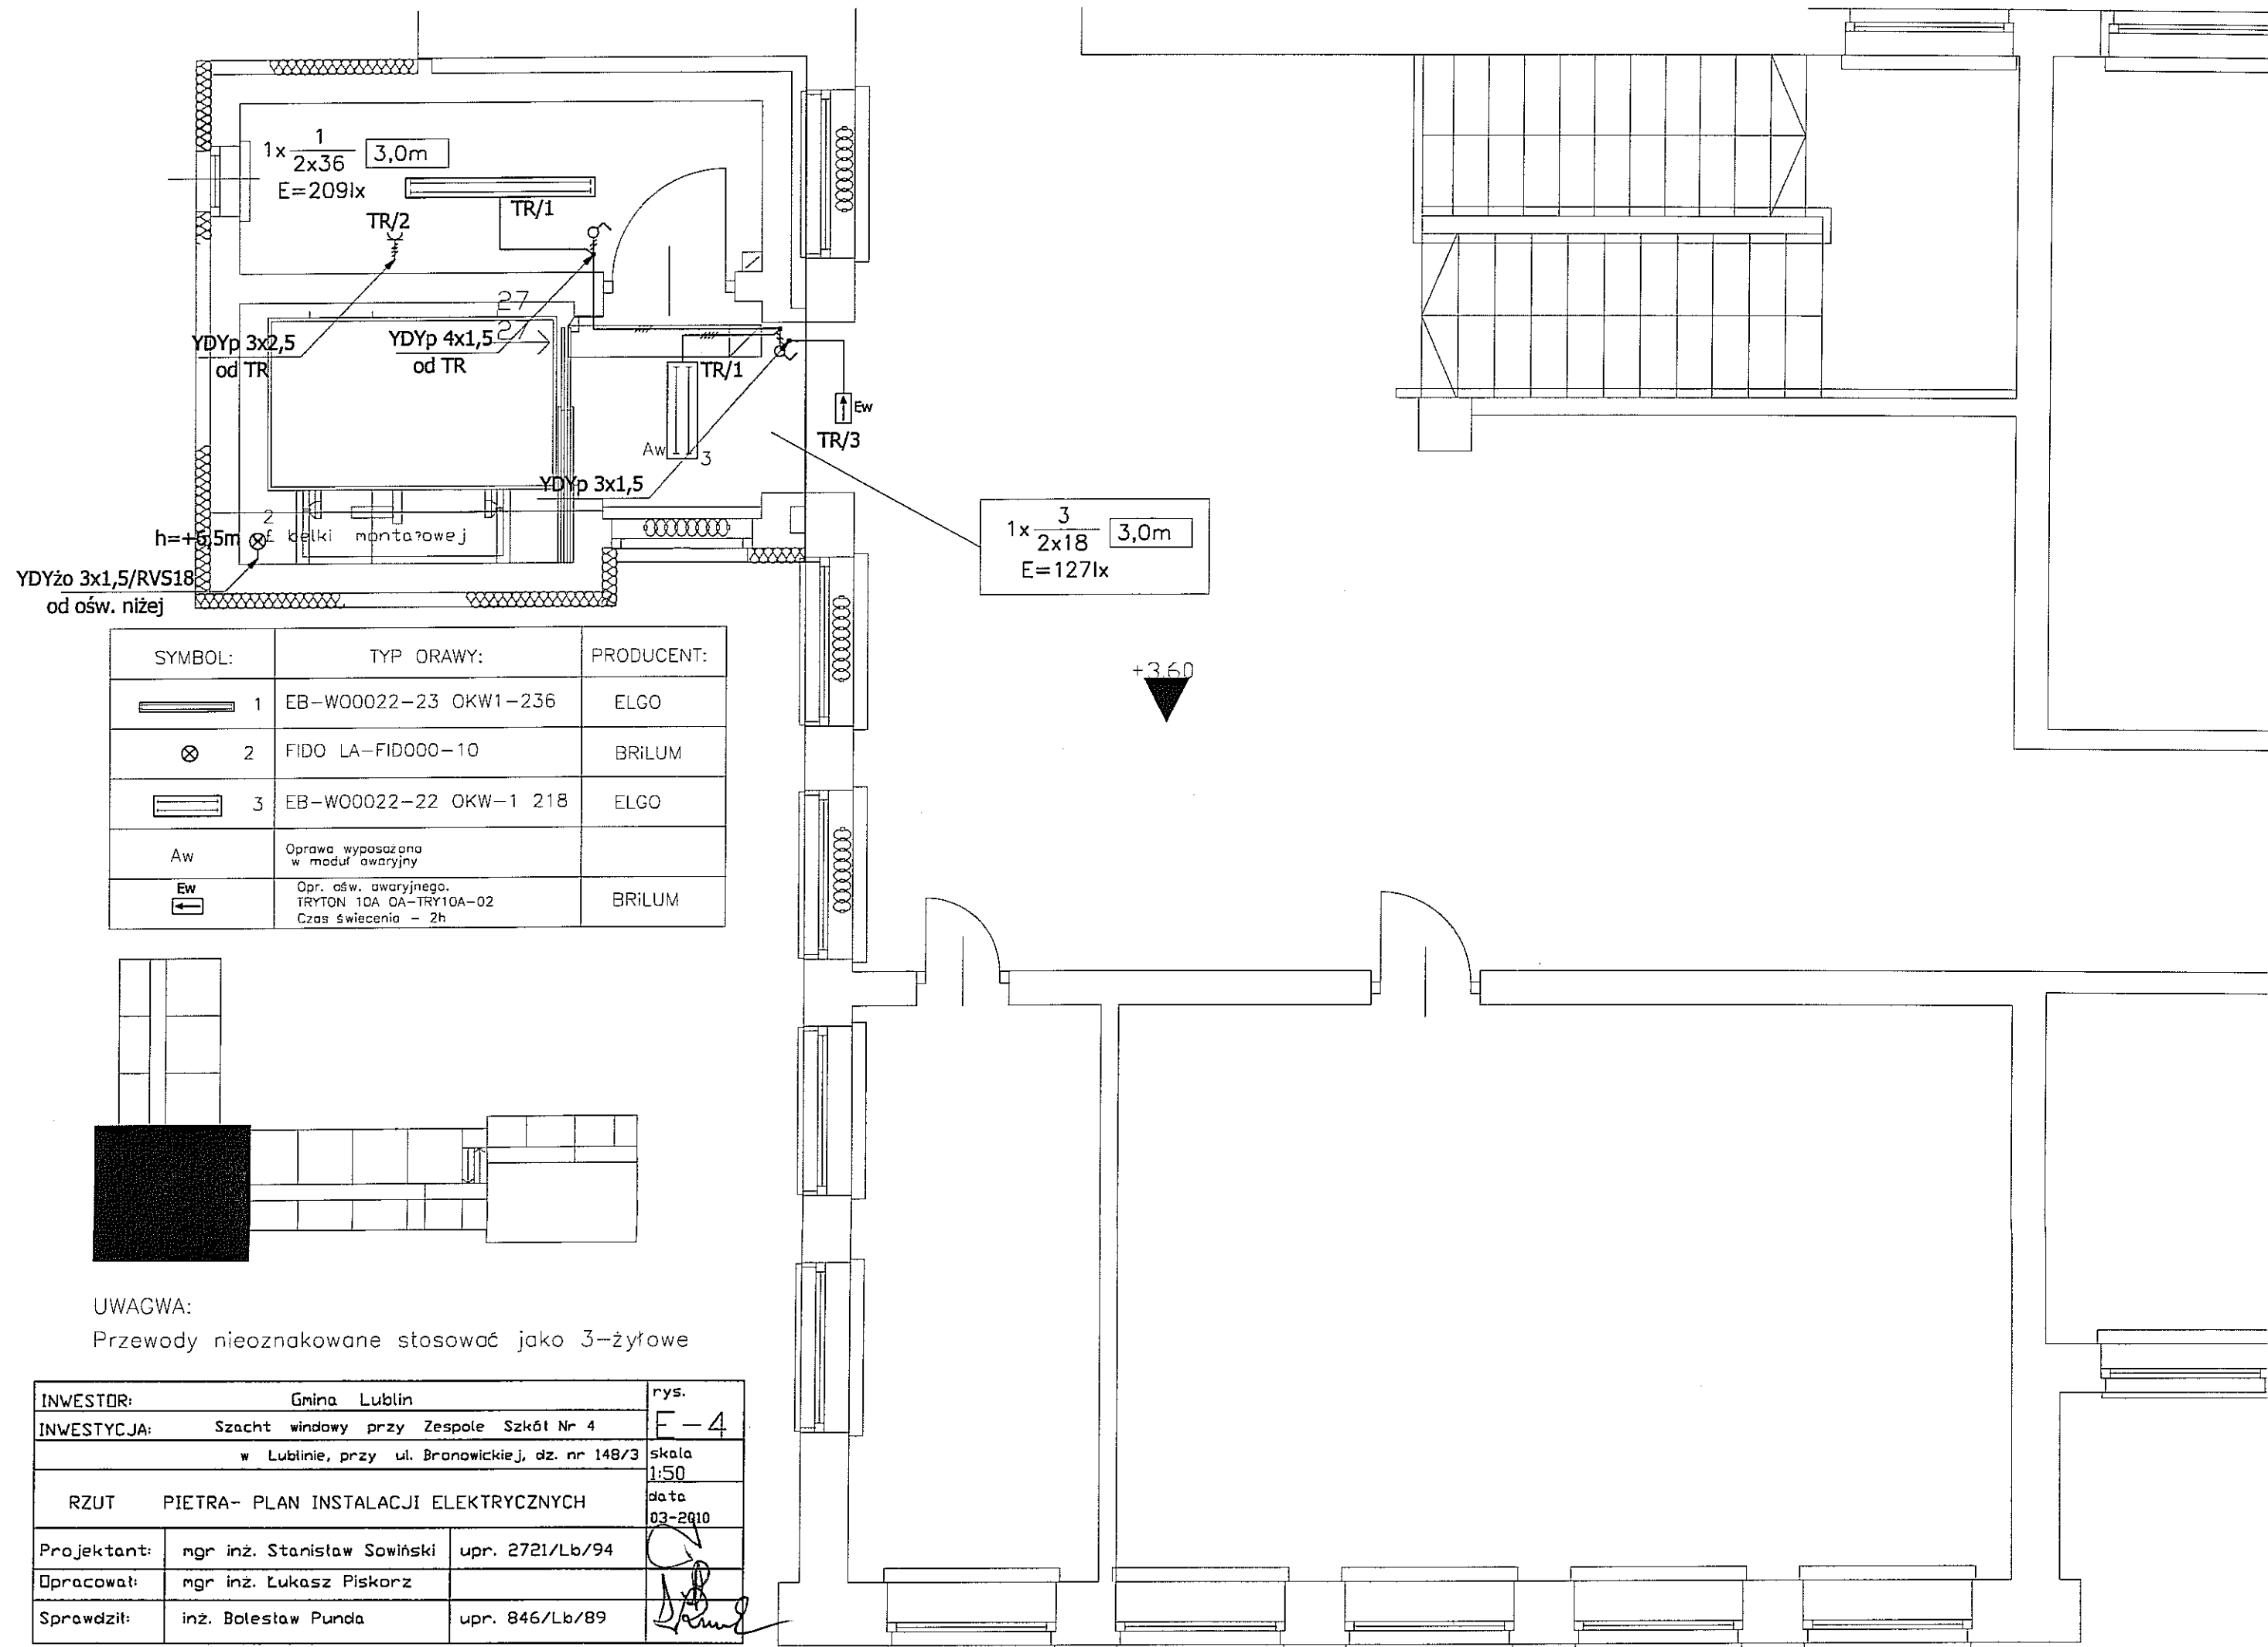 1x 1
2x36
3,0m
E=209lx
TR/1
TR/2
27
27
YDYp 3x2,5
od TR
YDYp 4x1,5
od TR
TR/1
Ew
TR/3
Aw
3
YDYp 3x1,5
1x 3
2x18
3,0m
E=127lx
2
h=+6,5m
belki montażowej
YDYżo 3x1,5/RVS18
od ośw. niżej
+3,60
SYMBOL: TYP ORAWY: PRODUCENT:
1 EB-W00022-23 OKW1-236 ELGO
2 FIDO LA-FID000-10 BRiLUM
3 EB-W00022-22 OKW-1 218 ELGO
Aw Oprawa wyposażona
w moduł awaryjny
Ew Opr. ośw. awaryjnego.
TRYTON 10A OA-TRY10A-02 BRiLUM
Czas świecenia - 2h
UWAGWA:
Przewody nieoznakowane stosować jako 3-żyłowe
INWESTOR: Gmina Lublin
rys.
E-4
INWESTYCJA: Szacht windowy przy Zespole Szkół Nr 4
w Lublinie, przy ul. Bronowickiej, dz. nr 148/3
skala
1:50
RZUT PIETRA- PLAN INSTALACJI ELEKTRYCZNYCH
data
03-2010
Projektant: mgr inż. Stanisław Sowiński upr. 2721/Lb/94
Opracował: mgr inż. Łukasz Piskorz
Sprawdził: inż. Bolesław Punda upr. 846/Lb/89